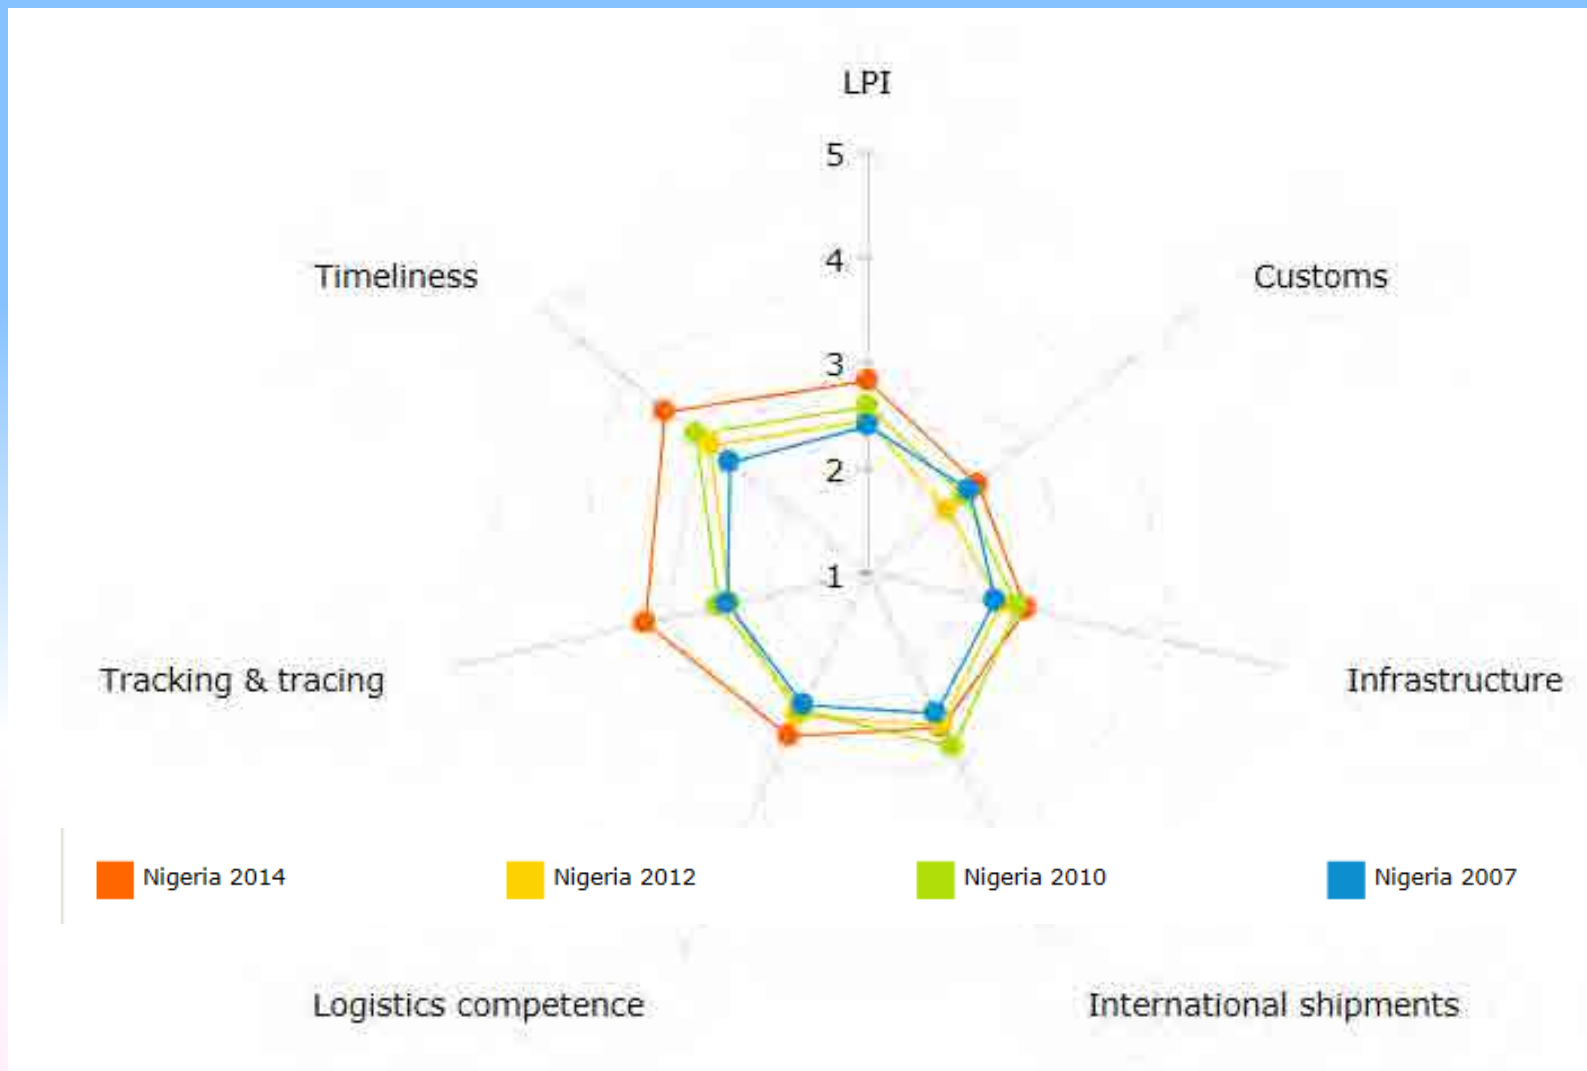 LPI
5
4
3
2
1
Timeliness
Customs
Tracking & tracing
Infrastructure
Nigeria 2014
Nigeria 2012
Nigeria 2010
Nigeria 2007
Logistics competence
International shipments